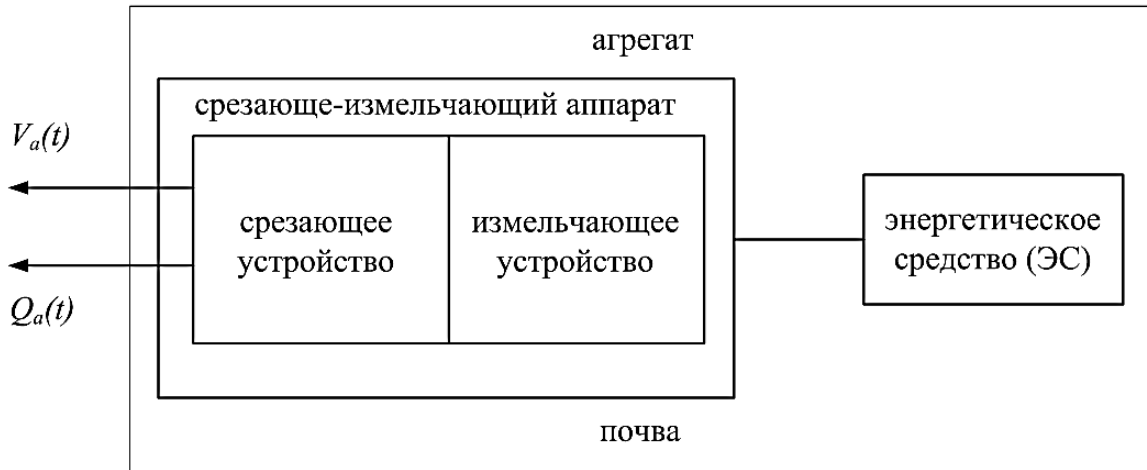 агрегат
срезающе-измельчающий аппарат
Va(t)
срезающее
устройство
измельчающее
устройство
энергетическое
средство (ЭС)
Qa(t)
почва